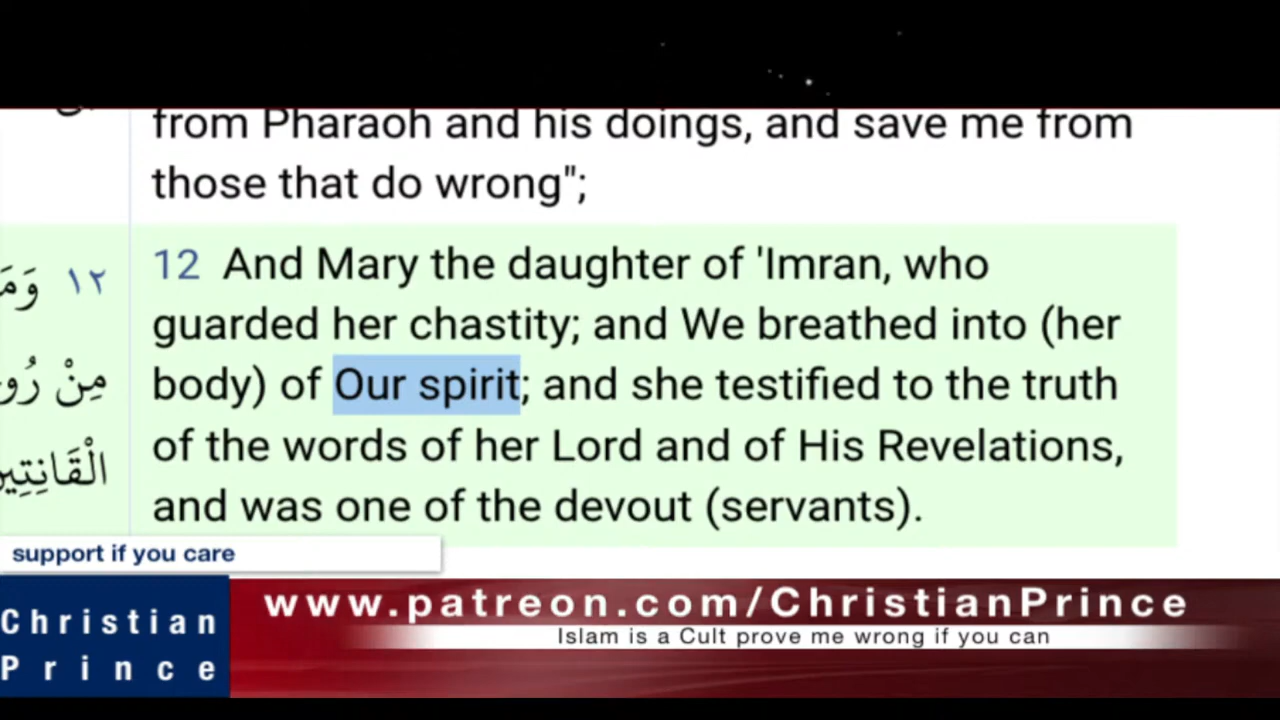 from Pharaoh and his doings, and save me from
those that do wrong";
12 And Mary the daughter of 'Imran, who
guarded her chastity; and We breathed into (her
body) of Our spirit; and she testified to the truth
of the words of her Lord and of His Revelations,
and was one of the devout (servants).
١٢
مِنْ
support if you care
Christian
Prince
www.patreon.com/ChristianPrince
Islam is a Cult prove me wrong if you can